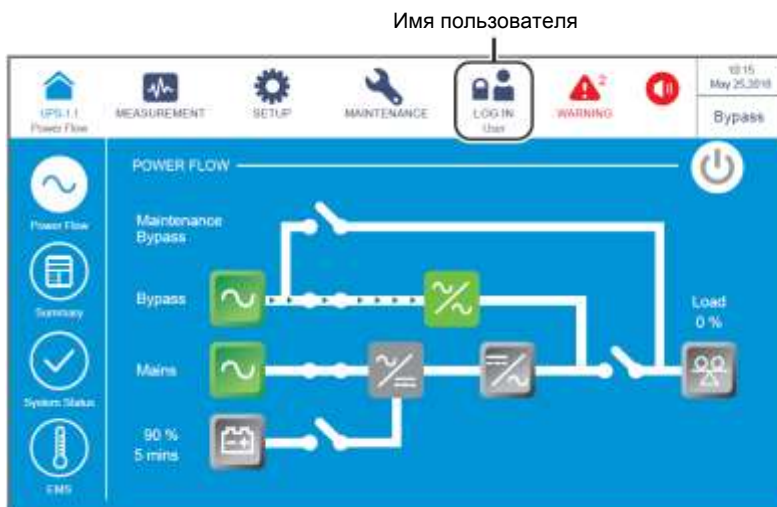 Имя пользователя
UPS-1.1
Power Flow
MEASUREMENT
SETUP
MAINTENANCE
LOG IN
User
2
WARNING
10:15
May 25,2018
Bypass
POWER FLOW
Power Flow
Maintenance
Bypass
Summary
Bypass
Load
0 %
System Status
Mains
90 %
5 mins
EMS